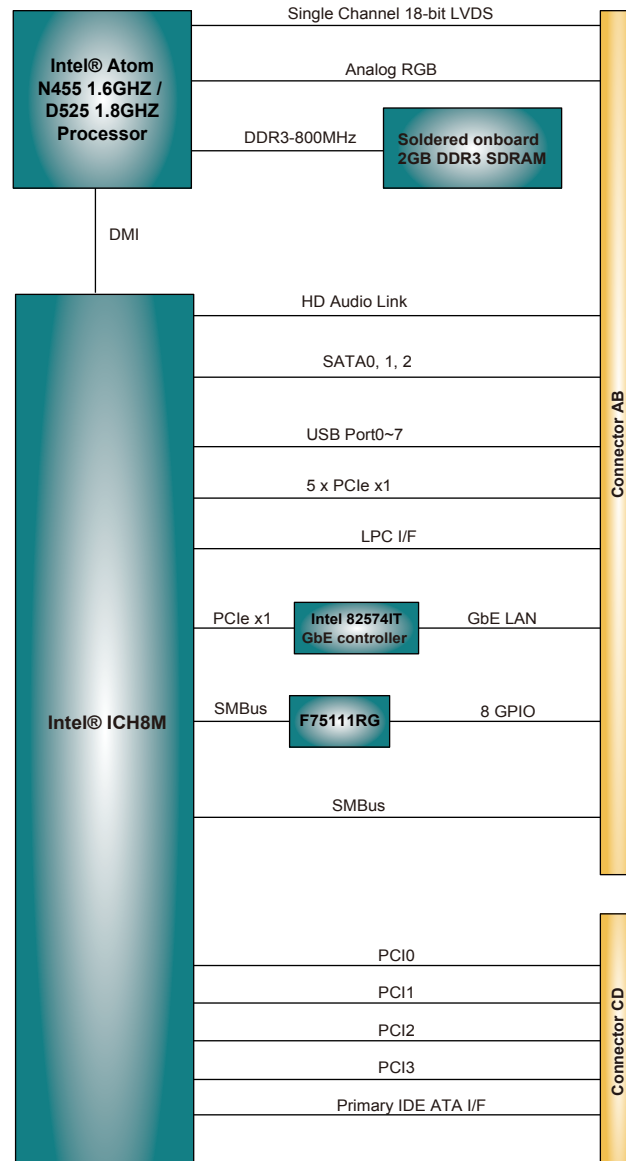 Single Channel 18-bit LVDS
Intel® Atom
N455 1.6GHZ /
D525 1.8GHZ
Processor
Analog RGB
DDR3-800MHz
Soldered onboard
2GB DDR3 SDRAM
DMI
HD Audio Link
SATA0, 1, 2
USB Port0~7
5 x PCIe x1
LPC I/F
Connector AB
PCIe x1
Intel 82574IT
GbE controller
GbE LAN
Intel® ICH8M
SMBus
F75111RG
8 GPIO
SMBus
PCI0
PCI1
PCI2
PCI3
Primary IDE ATA I/F
Connector CD